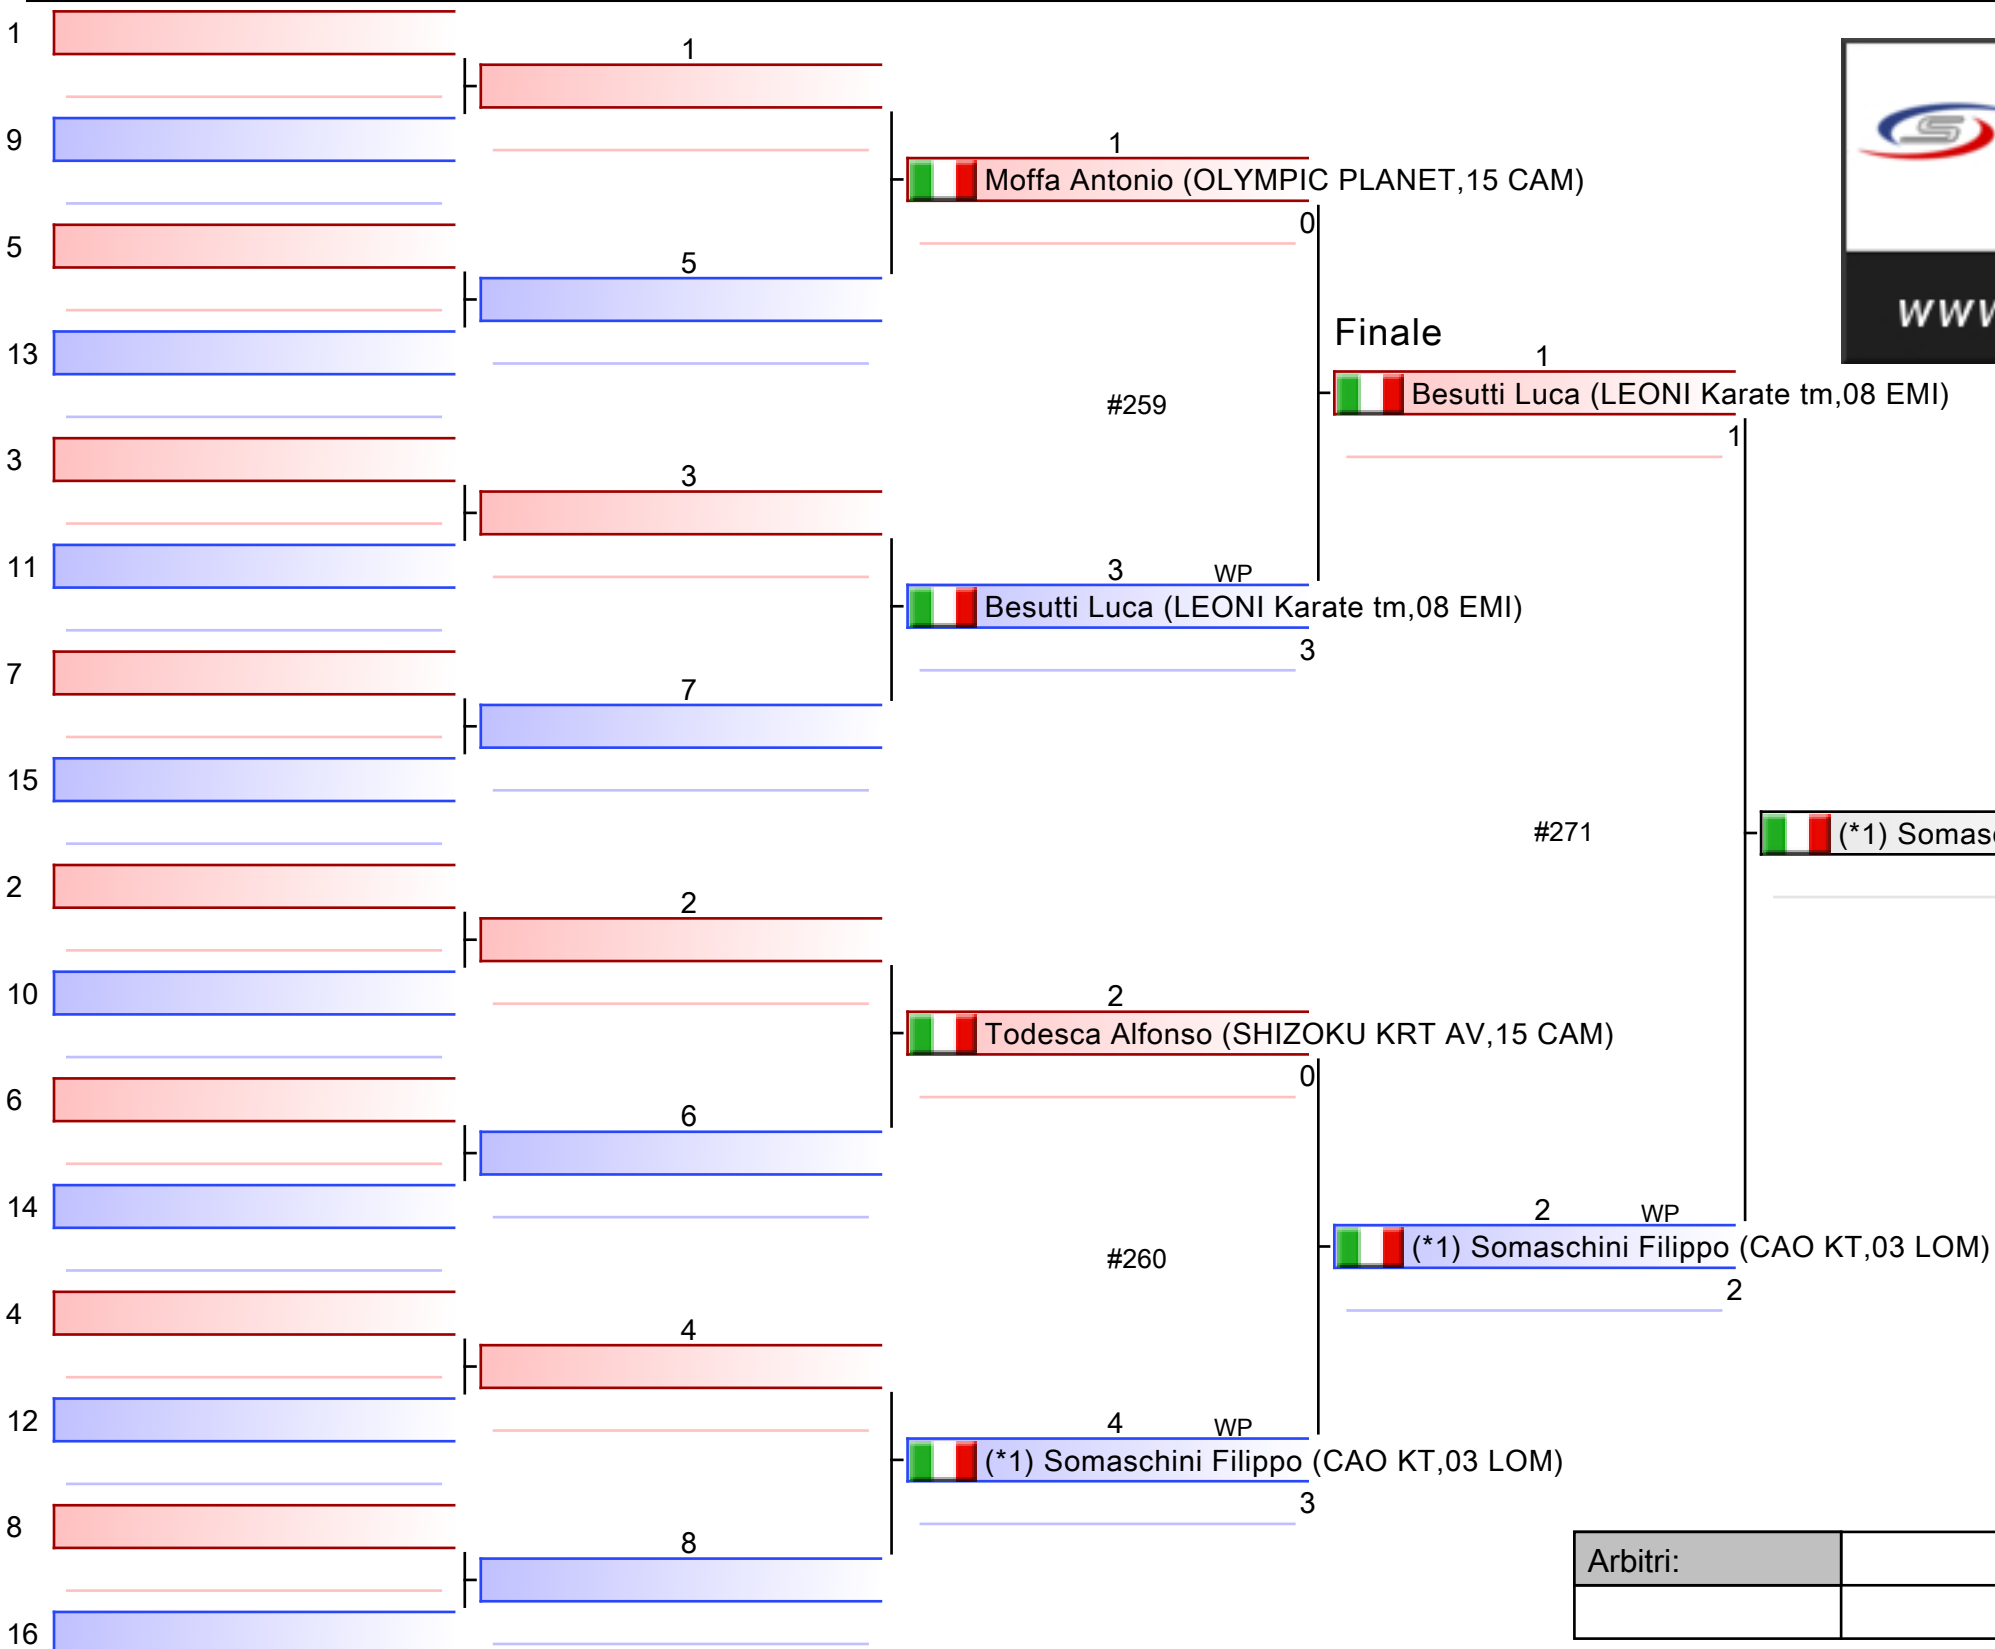 1
1
9
1
Moffa Antonio (OLYMPIC PLANET,15 CAM)
0
5
5
13
Finale
1
Besutti Luca (LEONI Karate tm,08 EMI)
1
#259
3
3
11
3 WP
Besutti Luca (LEONI Karate tm,08 EMI)
3
7
7
15
#271
(*1) Somas
2
2
10
2
Todesca Alfonso (SHIZOKU KRT AV,15 CAM)
0
6
6
14
2 WP
(*1) Somaschini Filippo (CAO KT,03 LOM)
2
#260
4
4
12
4 WP
(*1) Somaschini Filippo (CAO KT,03 LOM)
3
8
8
16
Arbitri:
S
www